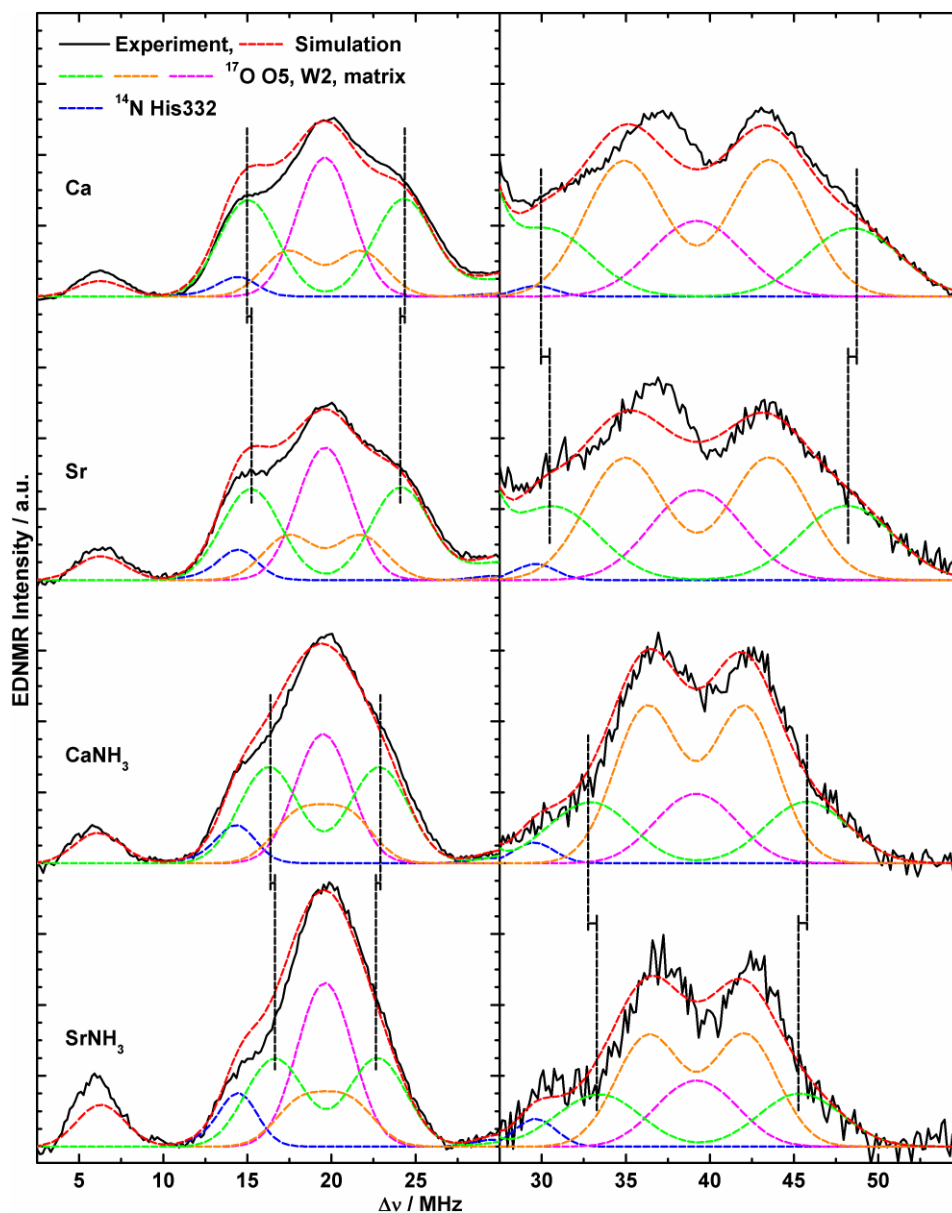 Experiment, Simulation
¹⁷O O5, W2, matrix
¹⁴N His332
Ca
Sr
CaNH₃
SrNH₃
EDNMR Intensity / a.u.
5 10 15 20 25 30 35 40 45 50
Δν / MHz